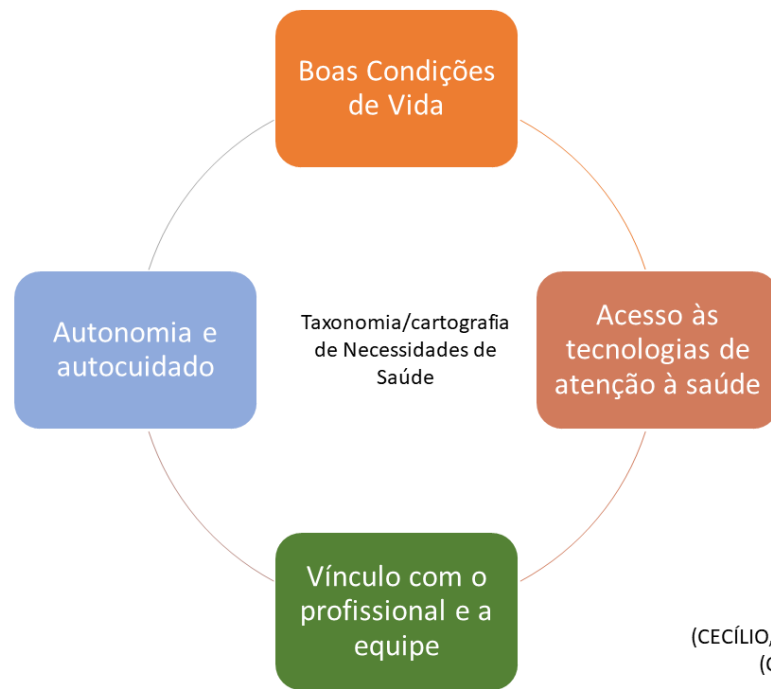 Boas Condições
de Vida
Autonomia e
autocuidado
Taxonomia/cartografia
de Necessidades de
Saúde
Acesso às
tecnologias de
atenção à saúde
Vínculo com o
profissional e a
equipe
(CECÍLIO,